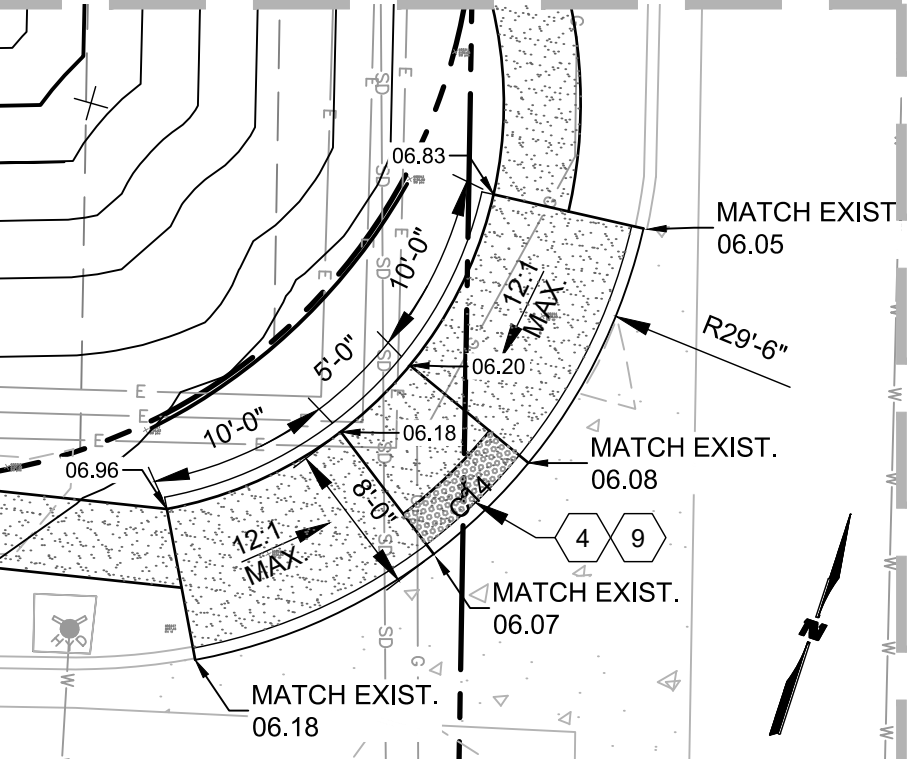 06.83
MATCH EXIST.
06.05
10'-0"
12:1
MAX
R29'-6"
5'-0"
06.20
10'-0"
06.18
06.96
MATCH EXIST.
06.08
8'-0"
C14
12:1
MAX
4
9
MATCH EXIST.
06.07
HYD
N
MATCH EXIST.
06.18
E
E
E
E
E
E
E
E
E
SD
SD
SD
SD
SD
G
G
W
W
W
W